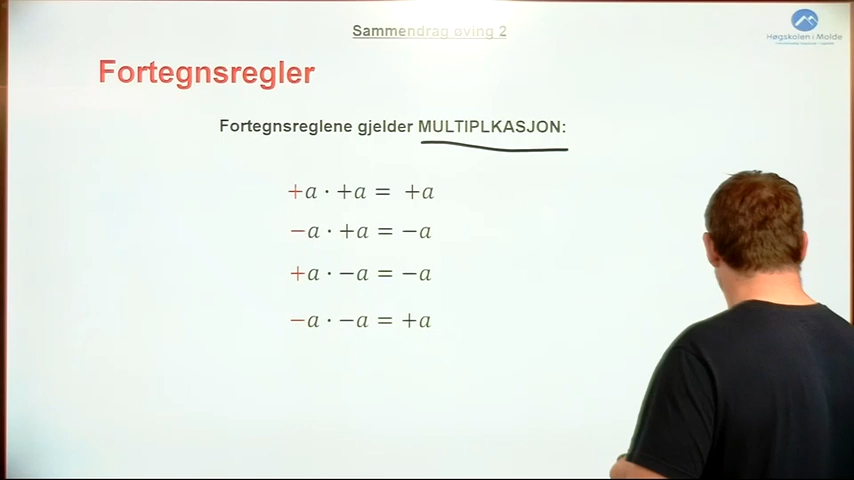 Sammendrag øving 2
Høgskolen i Molde
Fortegnsregler
Fortegnsreglene gjelder MULTIPLKASJON:
+a · +a = +a
−a · +a = −a
+a · −a = −a
−a · −a = +a